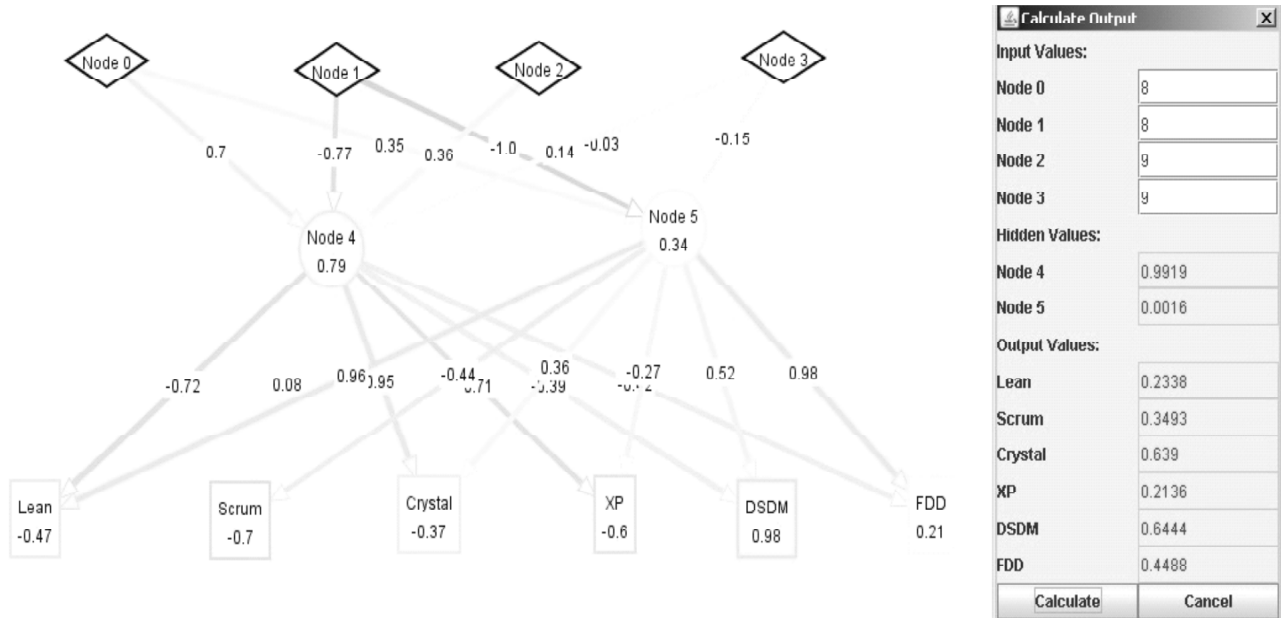 Node 0
Node 1
Node 2
Node 3
0.7
-0.77
0.35
0.36
-1.0
0.14
-0.03
-0.15
Node 4
0.79
Node 5
0.34
-0.72
0.08
0.96
-0.44
0.36
-0.27
0.52
0.98
Lean
-0.47
Scrum
-0.7
Crystal
-0.37
XP
-0.6
DSDM
0.98
FDD
0.21
Calculate Output
Input Values:
Node 0 8
Node 1 8
Node 2 9
Node 3 9
Hidden Values:
Node 4 0.9919
Node 5 0.0016
Output Values:
Lean 0.2338
Scrum 0.3493
Crystal 0.639
XP 0.2136
DSDM 0.6444
FDD 0.4488
Calculate Cancel